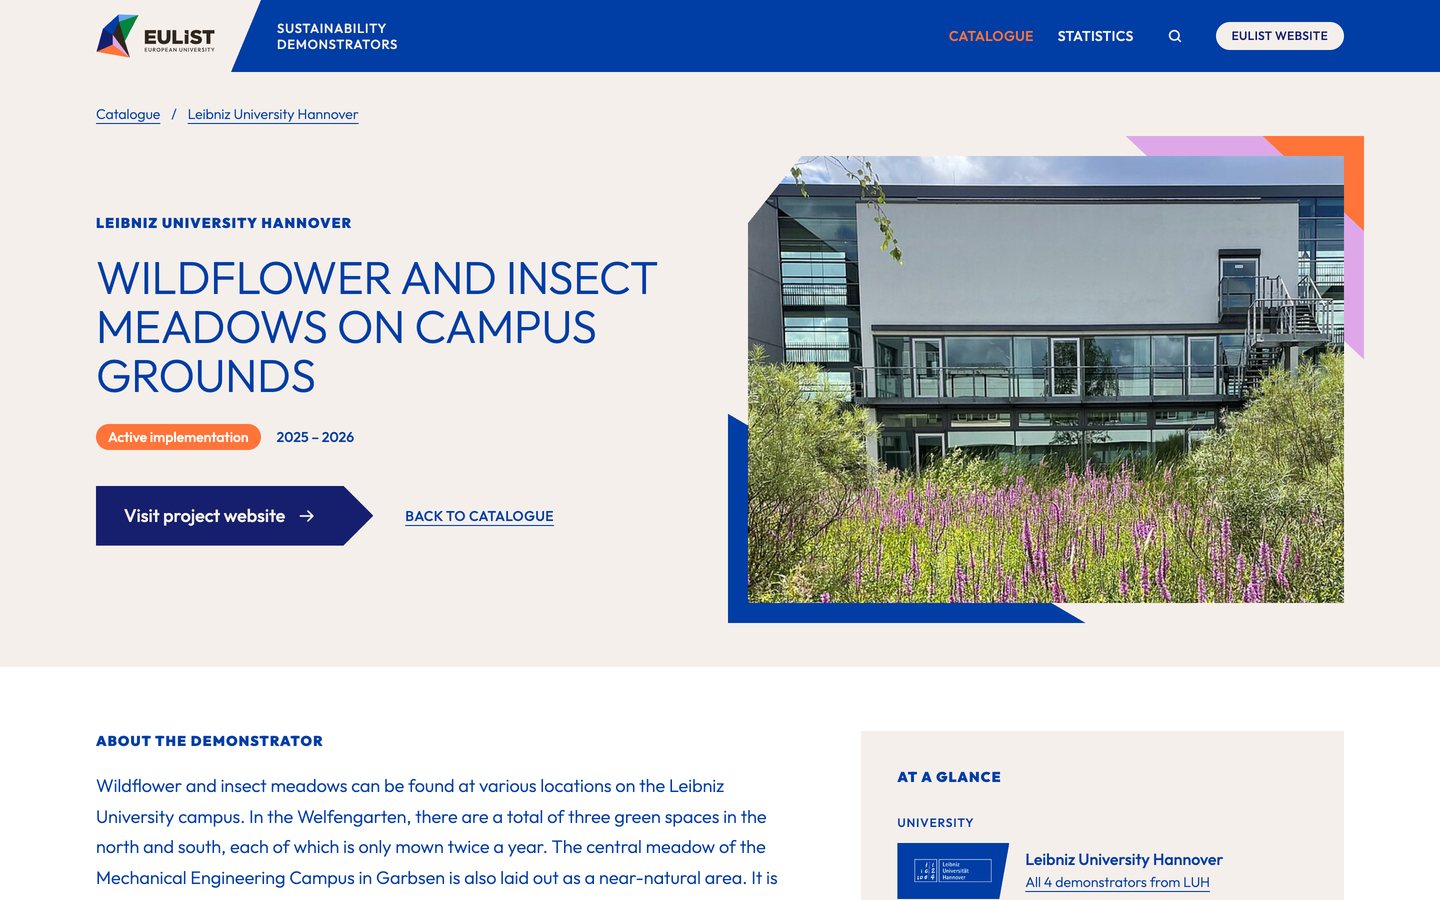 EULiST
EUROPEAN UNIVERSITY
SUSTAINABILITY
DEMONSTRATORS
CATALOGUE
STATISTICS
EULIST WEBSITE
Catalogue / Leibniz University Hannover
LEIBNIZ UNIVERSITY HANNOVER
WILDFLOWER AND INSECT
MEADOWS ON CAMPUS
GROUNDS
Active implementation
2025 – 2026
Visit project website →
BACK TO CATALOGUE
ABOUT THE DEMONSTRATOR
Wildflower and insect meadows can be found at various locations on the Leibniz
University campus. In the Welfengarten, there are a total of three green spaces in the
north and south, each of which is only mown twice a year. The central meadow of the
Mechanical Engineering Campus in Garbsen is also laid out as a near-natural area. It is
AT A GLANCE
UNIVERSITY
Leibniz
Universität
Hannover
Leibniz University Hannover
All 4 demonstrators from LUH